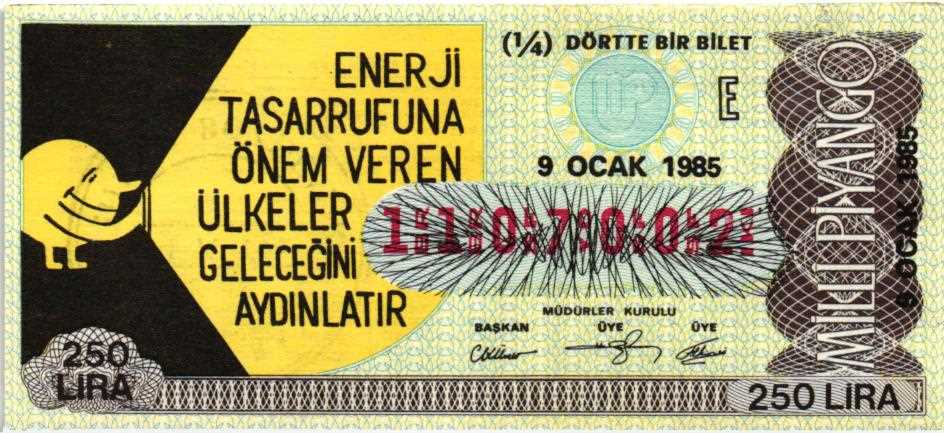 (1/4) DÖRTTE BİR BİLET
ENERJİ
TASARRUFUNA
ÖNEM VEREN
ÜLKELER
GELECEĞİNİ
AYDINLATIR
E
9 OCAK 1985
1107002
MÜDÜRLER KURULU
BAŞKAN ÜYE ÜYE
250
LİRA
250 LİRA
MİLLİ PİYANGO
9 OCAK 1985